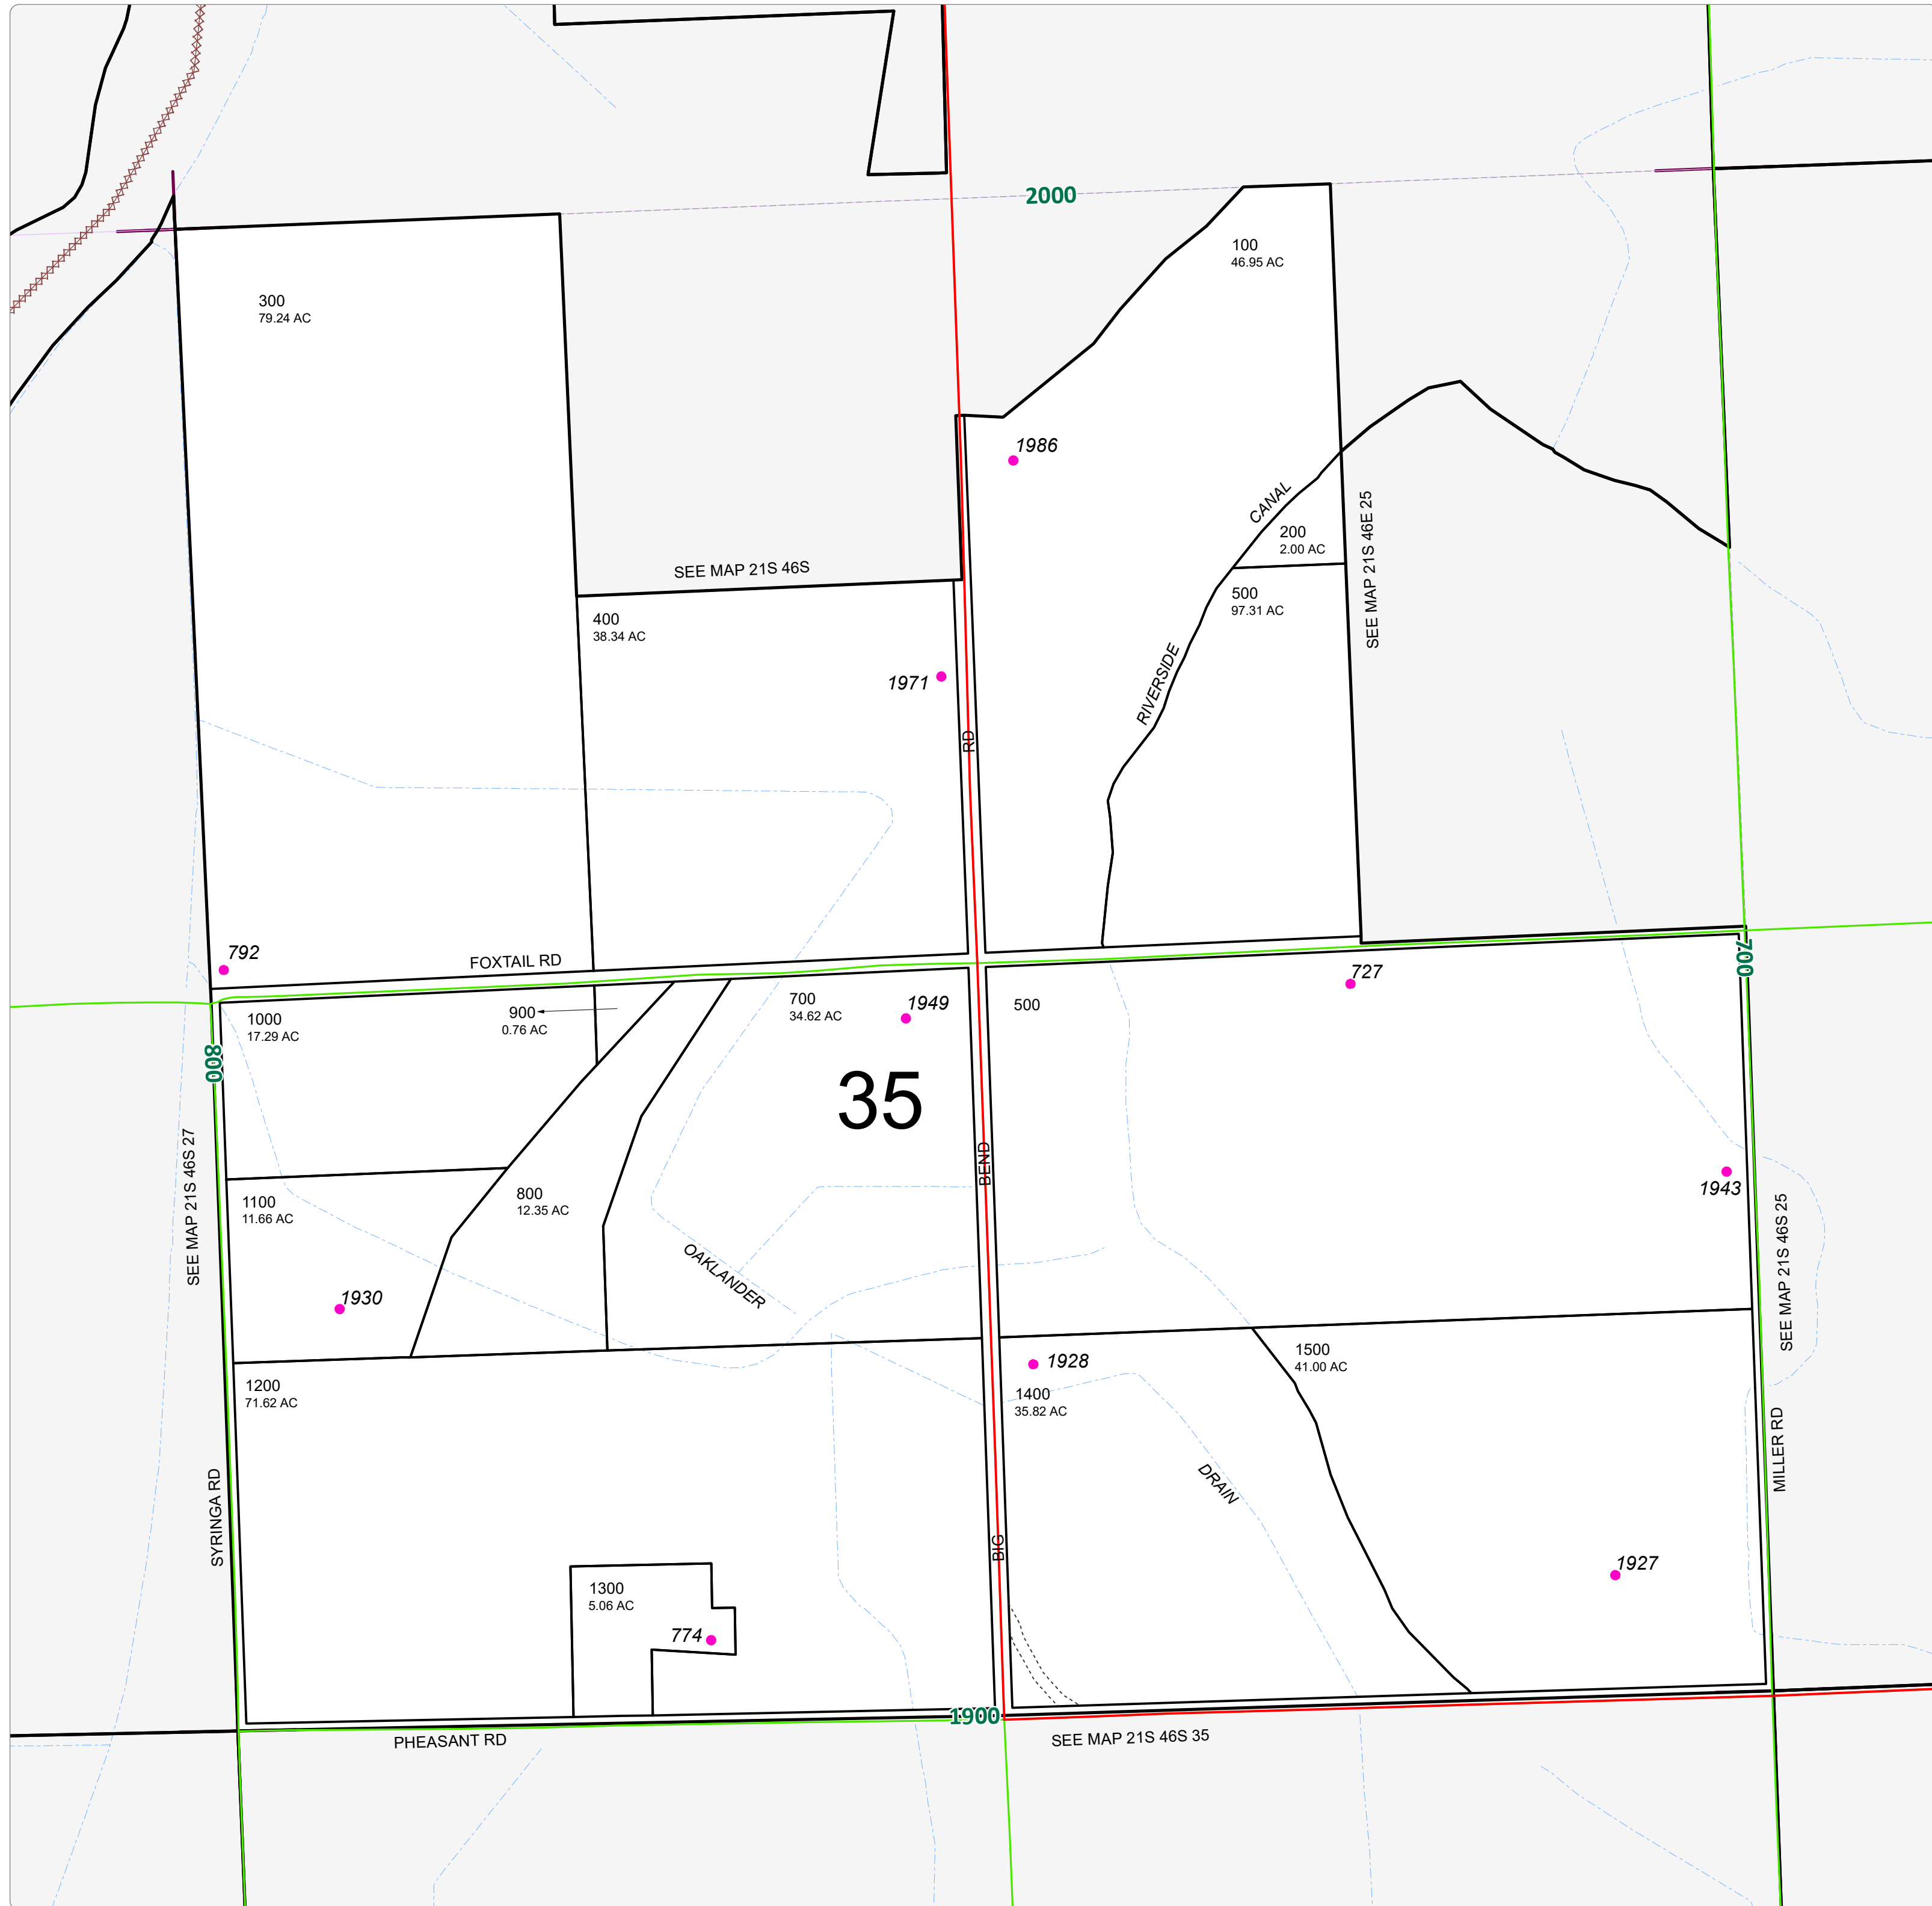 2000
100
46.95 AC
300
79.24 AC
1986
CANAL
200
2.00 AC
SEE MAP 21S 46E 25
SEE MAP 21S 46S
500
97.31 AC
400
38.34 AC
1971
RIVERSIDE
RD
792
FOXTAIL RD
700
727
700
34.62 AC
1949
500
900
0.76 AC
1000
17.29 AC
800
35
BEND
1943
SEE MAP 21S 46S 27
1100
11.66 AC
800
12.35 AC
SEE MAP 21S 46S 25
OAKLANDER
1930
1928
1500
41.00 AC
1200
71.62 AC
1400
35.82 AC
MILLER RD
DRAIN
SYRINGA RD
BIG
1927
1300
5.06 AC
774
1900
PHEASANT RD
SEE MAP 21S 46S 35